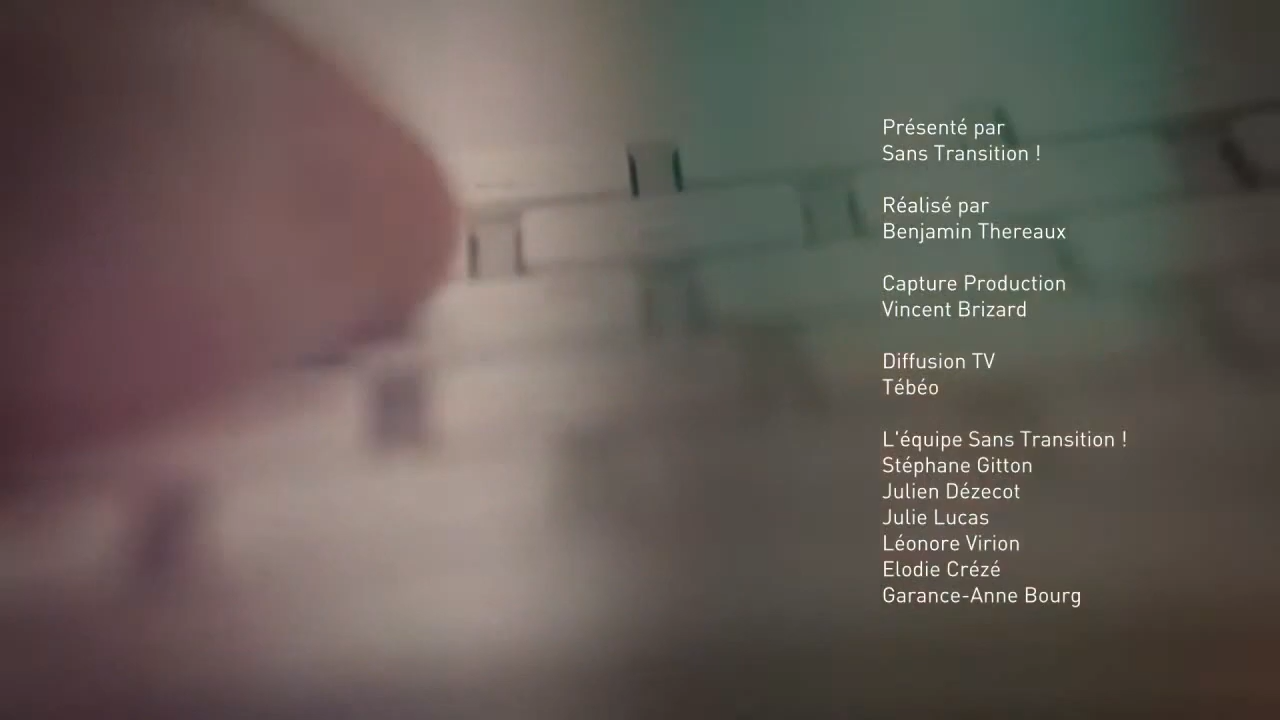 Présenté par
Sans Transition !
Réalisé par
Benjamin Thereaux
Capture Production
Vincent Brizard
Diffusion TV
Tébéo
L'équipe Sans Transition !
Stéphane Gitton
Julien Dézecot
Julie Lucas
Léonore Virion
Elodie Crézé
Garance-Anne Bourg